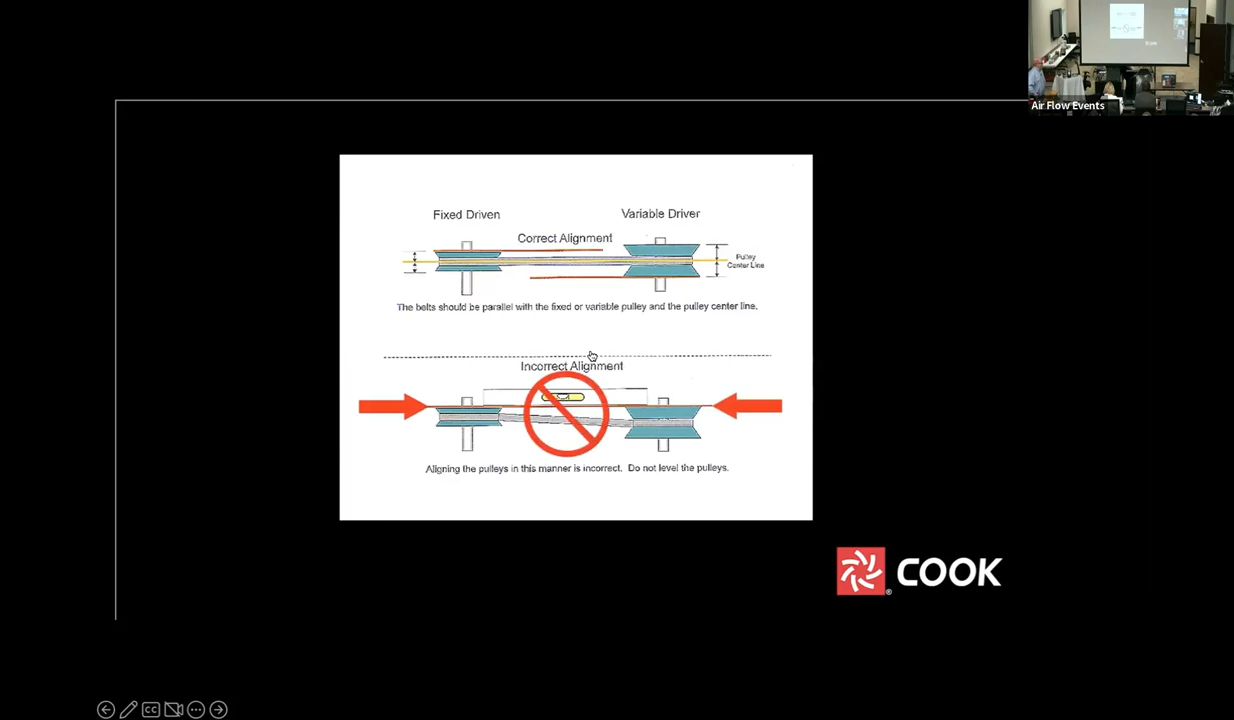 Air Flow Events
Fixed Driven
Variable Driver
Correct Alignment
Pulley
Center Line
The belts should be parallel with the fixed or variable pulley and the pulley center line.
Incorrect Alignment
Aligning the pulleys in this manner is incorrect. Do not level the pulleys.
COOK
®
CC